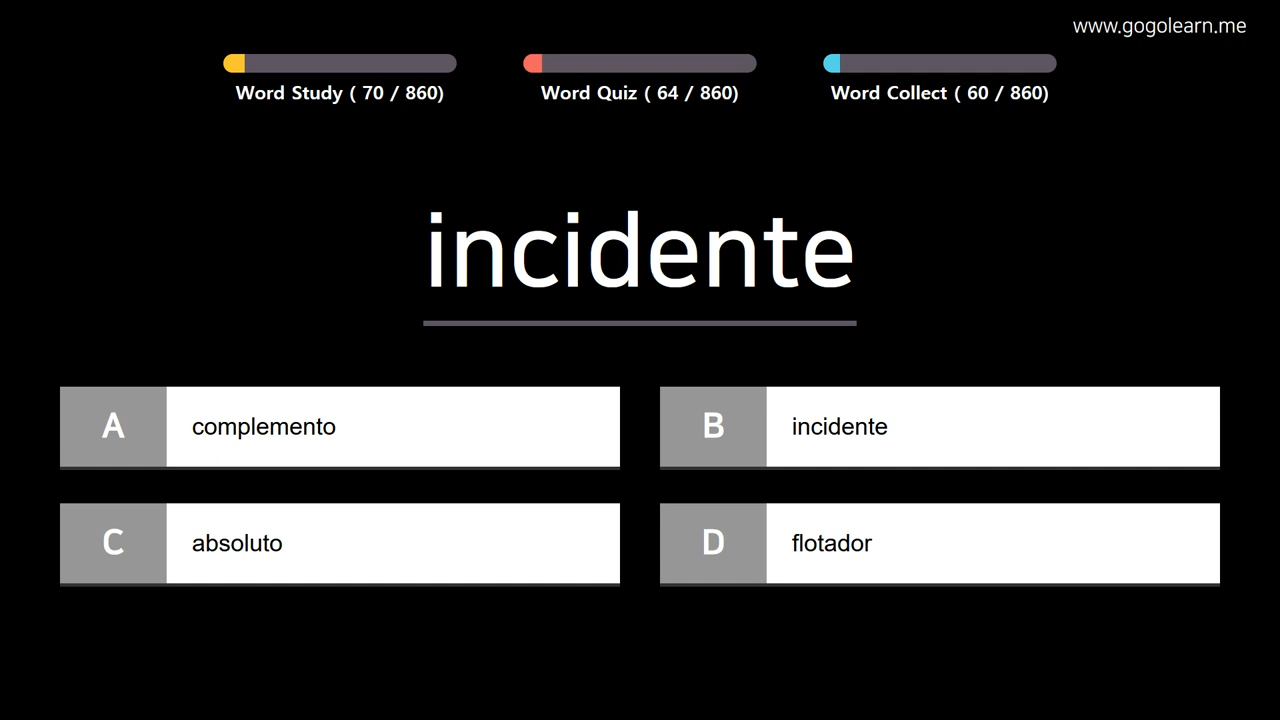 www.gogolearn.me
Word Study ( 70 / 860)
Word Quiz ( 64 / 860)
Word Collect ( 60 / 860)
incidente
A complemento
B incidente
C absoluto
D flotador